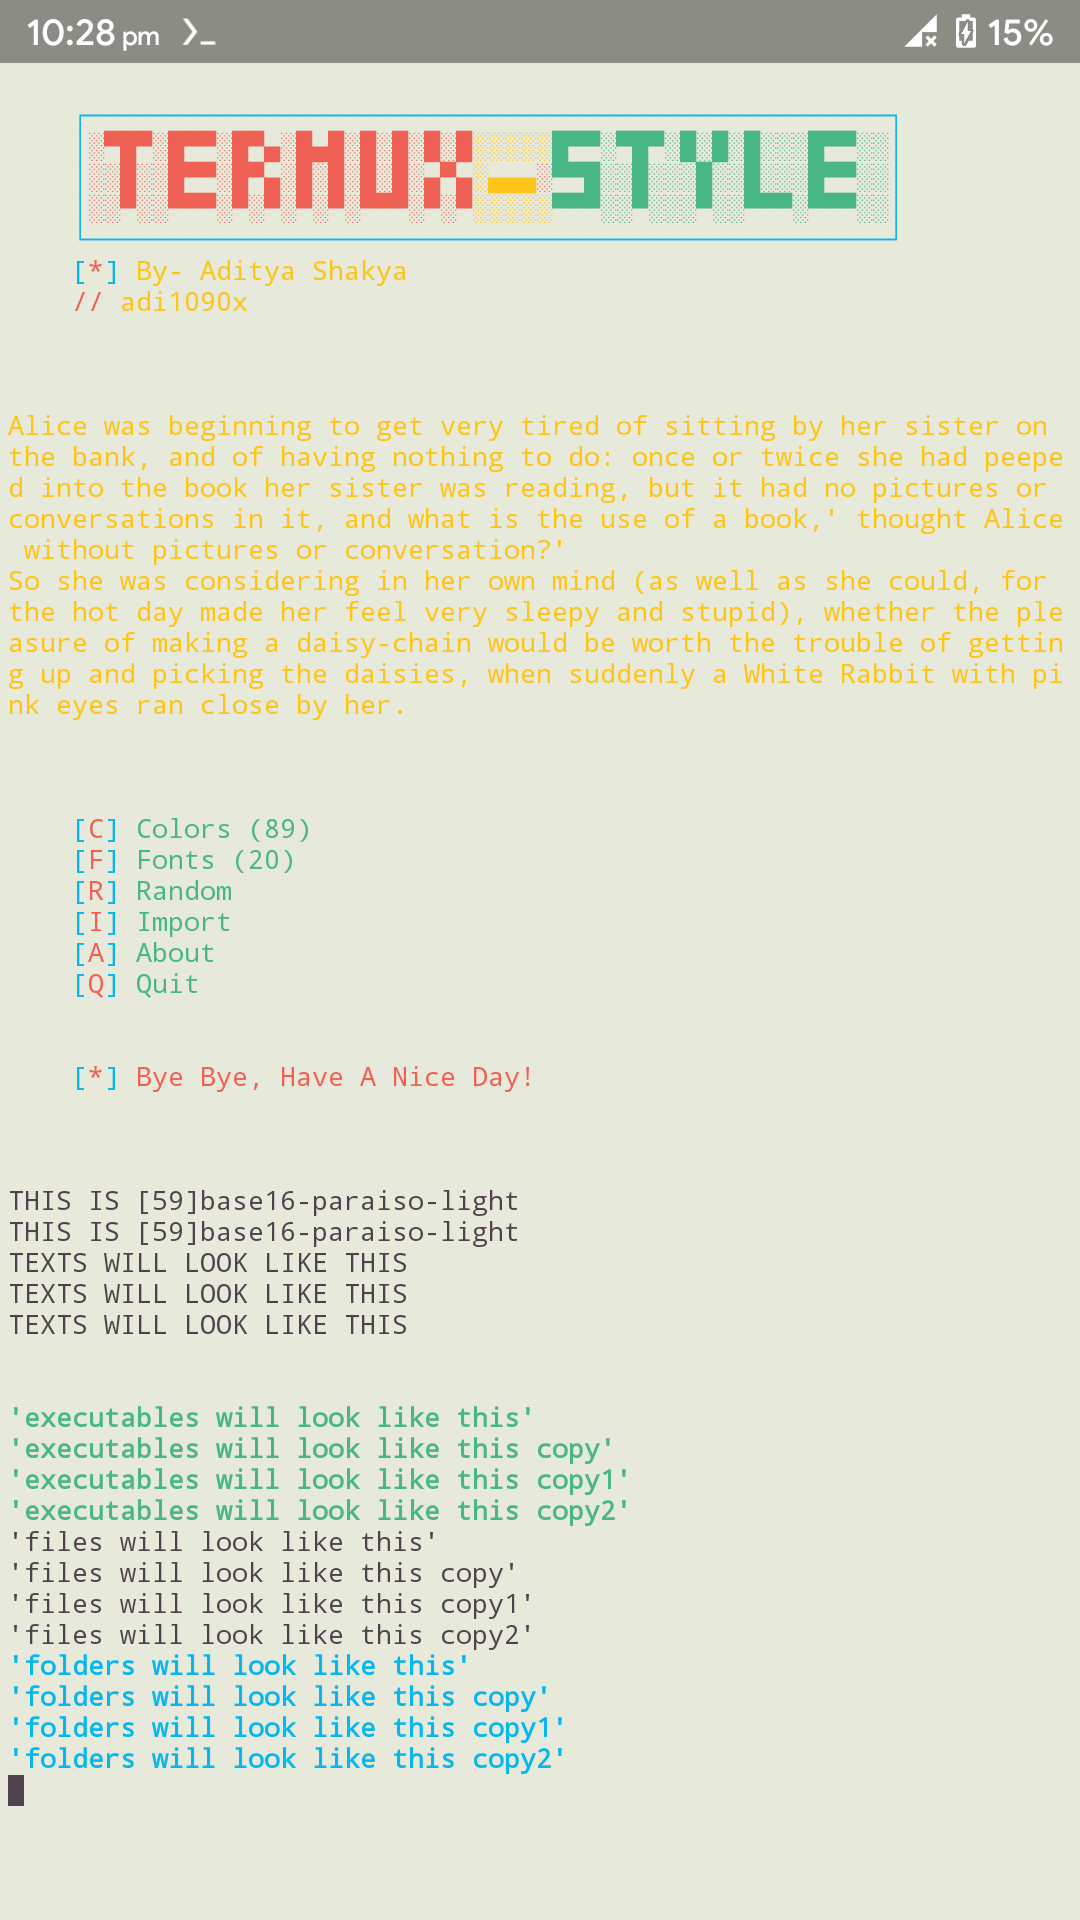 10:28 pm 15%
TERMUX-STYLE
[*] By- Aditya Shakya
// adi1090x
Alice was beginning to get very tired of sitting by her sister on
the bank, and of having nothing to do: once or twice she had peepe
d into the book her sister was reading, but it had no pictures or
conversations in it, and what is the use of a book,' thought Alice
without pictures or conversation?'
So she was considering in her own mind (as well as she could, for
the hot day made her feel very sleepy and stupid), whether the ple
asure of making a daisy-chain would be worth the trouble of gettin
g up and picking the daisies, when suddenly a White Rabbit with pi
nk eyes ran close by her.
[C] Colors (89)
[F] Fonts (20)
[R] Random
[I] Import
[A] About
[Q] Quit
[*] Bye Bye, Have A Nice Day!
THIS IS [59]base16-paraiso-light
THIS IS [59]base16-paraiso-light
TEXTS WILL LOOK LIKE THIS
TEXTS WILL LOOK LIKE THIS
TEXTS WILL LOOK LIKE THIS
'executables will look like this'
'executables will look like this copy'
'executables will look like this copy1'
'executables will look like this copy2'
'files will look like this'
'files will look like this copy'
'files will look like this copy1'
'files will look like this copy2'
'folders will look like this'
'folders will look like this copy'
'folders will look like this copy1'
'folders will look like this copy2'